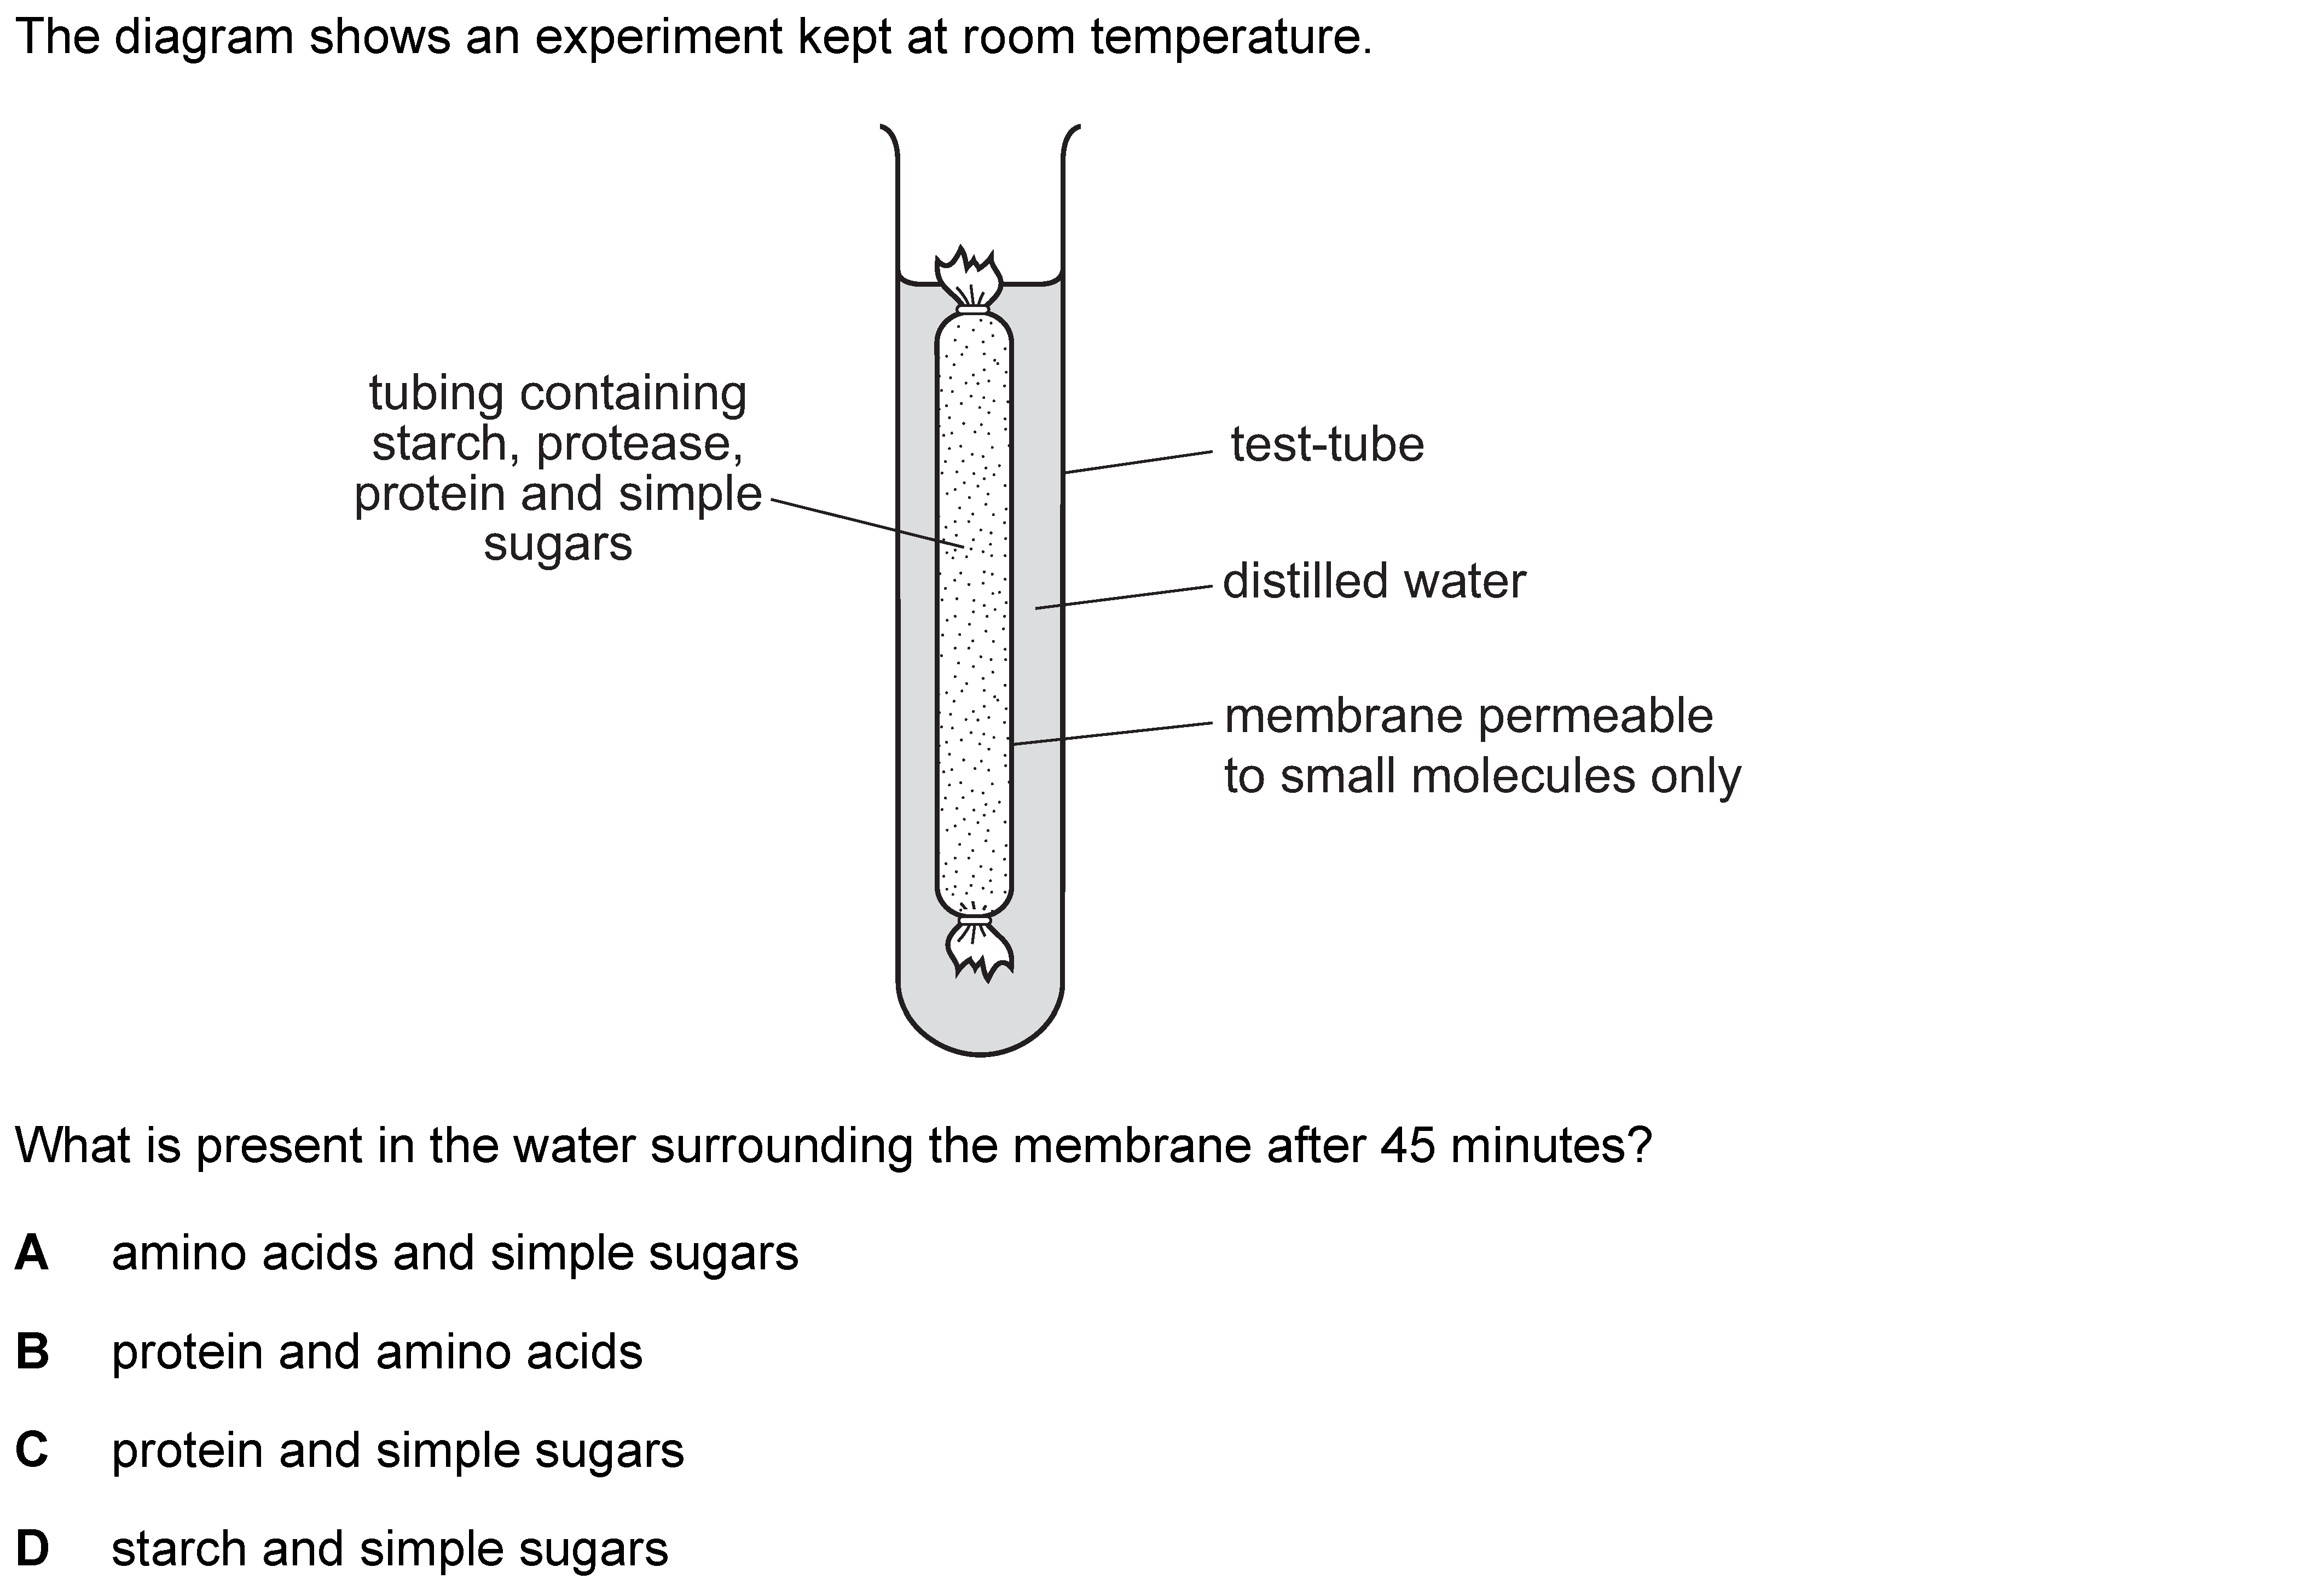 The diagram shows an experiment kept at room temperature.
tubing containing
starch, protease,
protein and simple
sugars
test-tube
distilled water
membrane permeable
to small molecules only
What is present in the water surrounding the membrane after 45 minutes?
A amino acids and simple sugars
B protein and amino acids
C protein and simple sugars
D starch and simple sugars